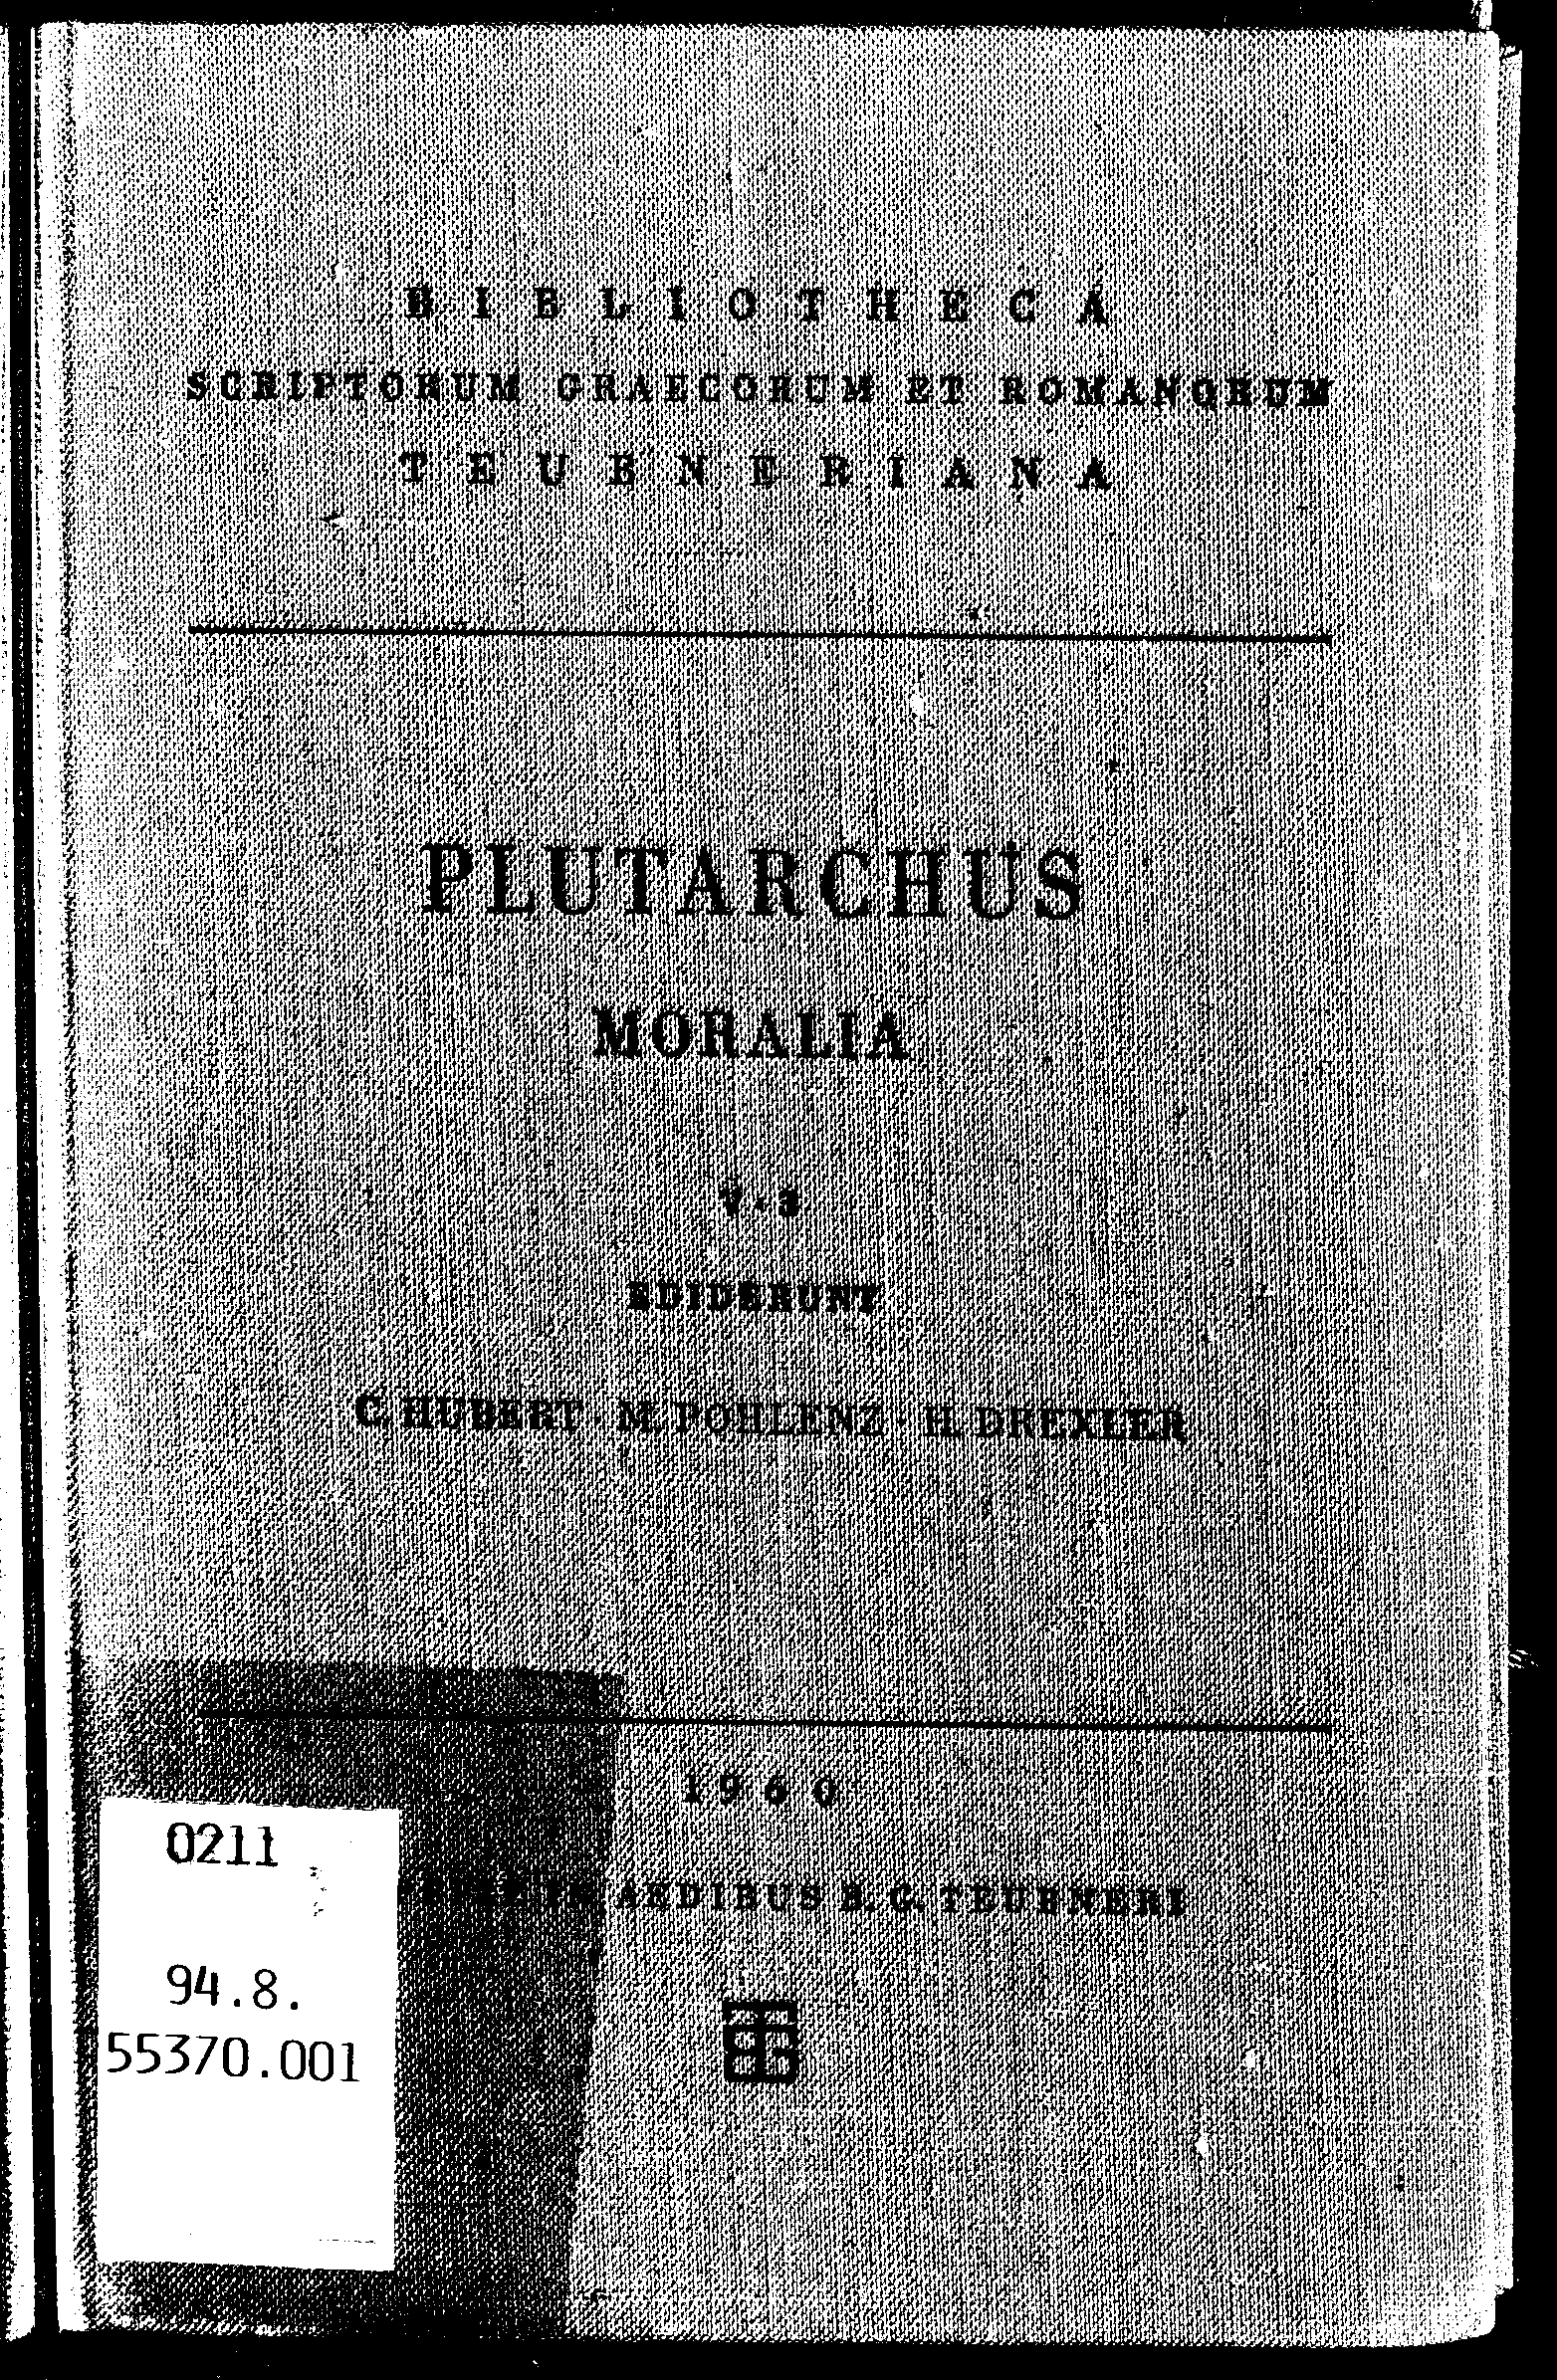 BIBLIOTHECA
SCRIPTORUM GRAECORUM ET ROMANORUM
TEUBNERIANA
PLUTARCHUS
MORALIA
V·3
EDIDERUNT
C. HUBERT · M. POHLENZ · H. DREXLER
1960
IN AEDIBUS B. G. TEUBNERI
0211
94.8.
55370.001